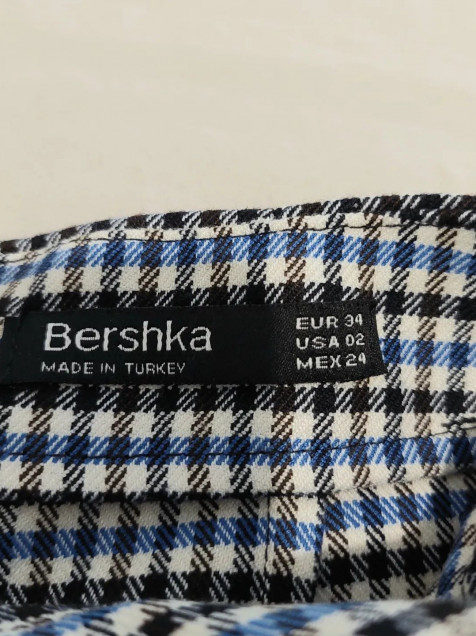 Bershka
MADE IN TURKEY
EUR 34
USA 02
MEX 24